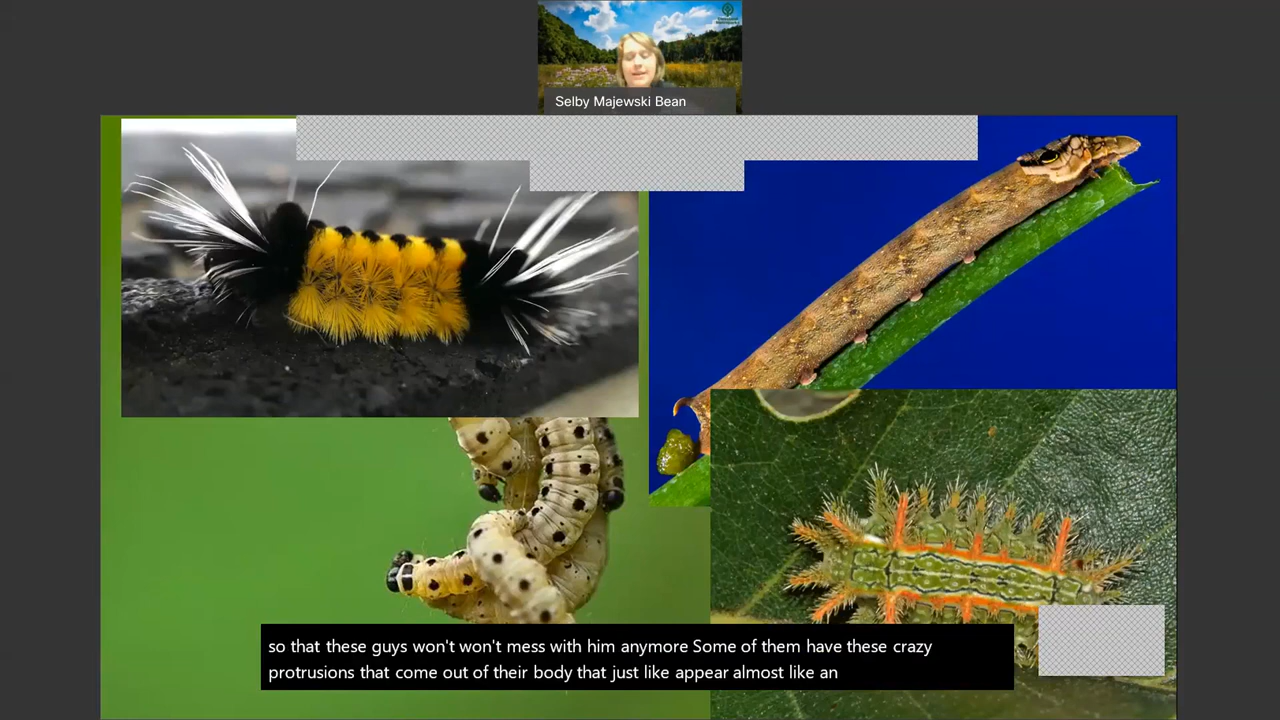 Selby Majewski Bean
so that these guys won't won't mess with him anymore Some of them have these crazy
protrusions that come out of their body that just like appear almost like an